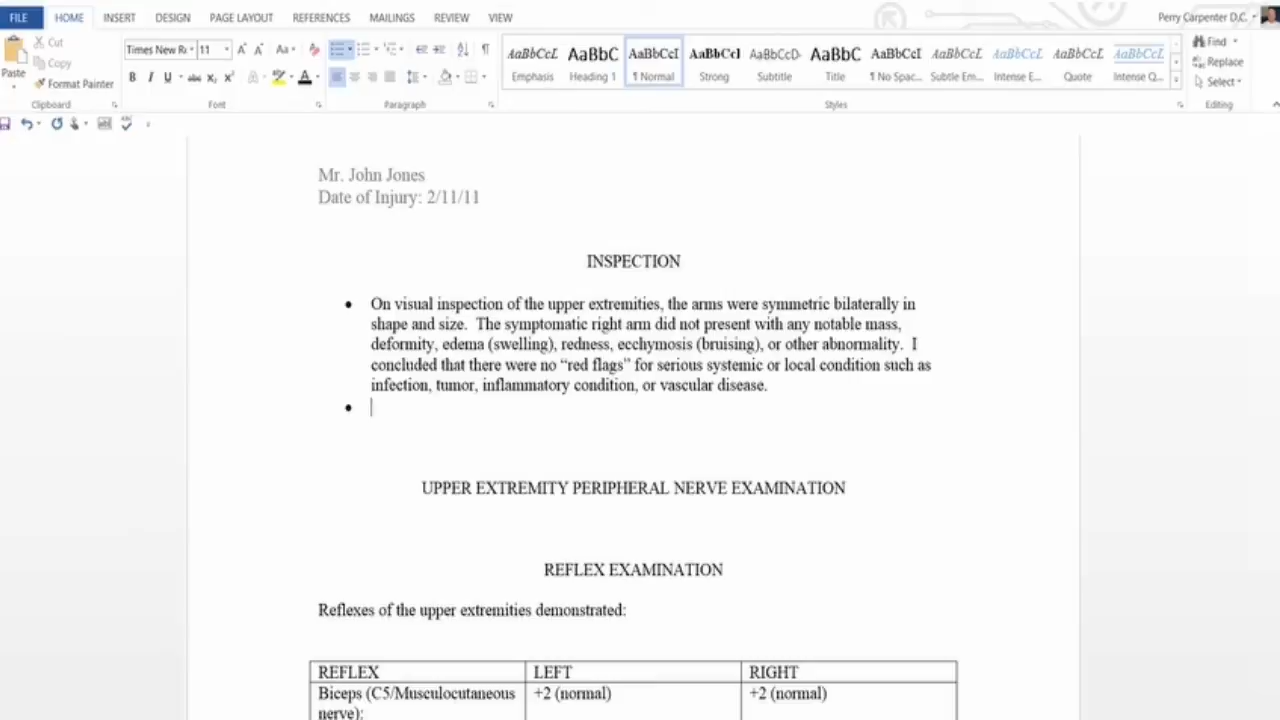 FILE HOME INSERT DESIGN PAGE LAYOUT REFERENCES MAILINGS REVIEW VIEW Perry Carpenter D.C.
Cut
Copy
Format Painter
Paste
Clipboard
Times New Ro 11
Font
Paragraph
AaBbCcL AaBbC AaBbCcI AaBbCcI AaBbCcD AaBbC AaBbCcI AaBbCcL AaBbCcL AaBbCcL AaBbCcL
Emphasis Heading 1 ¶ Normal Strong Subtitle Title ¶ No Spac... Subtle Em... Intense E... Quote Intense Q...
Styles
Find
Replace
Select
Editing
Mr. John Jones
Date of Injury: 2/11/11
INSPECTION
• On visual inspection of the upper extremities, the arms were symmetric bilaterally in
shape and size. The symptomatic right arm did not present with any notable mass,
deformity, edema (swelling), redness, ecchymosis (bruising), or other abnormality. I
concluded that there were no “red flags” for serious systemic or local condition such as
infection, tumor, inflammatory condition, or vascular disease.
•
UPPER EXTREMITY PERIPHERAL NERVE EXAMINATION
REFLEX EXAMINATION
Reflexes of the upper extremities demonstrated:
REFLEX LEFT RIGHT
Biceps (C5/Musculocutaneous +2 (normal) +2 (normal)
nerve):